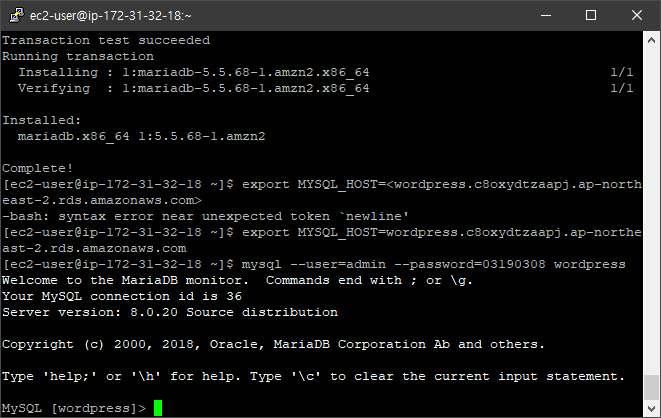 ec2-user@ip-172-31-32-18:~
Transaction test succeeded
Running transaction
  Installing : 1:mariadb-5.5.68-1.amzn2.x86_64                              1/1
  Verifying  : 1:mariadb-5.5.68-1.amzn2.x86_64                              1/1

Installed:
  mariadb.x86_64 1:5.5.68-1.amzn2

Complete!
[ec2-user@ip-172-31-32-18 ~]$ export MYSQL_HOST=<wordpress.c8oxydtzaapj.ap-north
east-2.rds.amazonaws.com>
-bash: syntax error near unexpected token `newline'
[ec2-user@ip-172-31-32-18 ~]$ export MYSQL_HOST=wordpress.c8oxydtzaapj.ap-northe
ast-2.rds.amazonaws.com
[ec2-user@ip-172-31-32-18 ~]$ mysql --user=admin --password=03190308 wordpress
Welcome to the MariaDB monitor.  Commands end with ; or \g.
Your MySQL connection id is 36
Server version: 8.0.20 Source distribution

Copyright (c) 2000, 2018, Oracle, MariaDB Corporation Ab and others.

Type 'help;' or '\h' for help. Type '\c' to clear the current input statement.

MySQL [wordpress]>